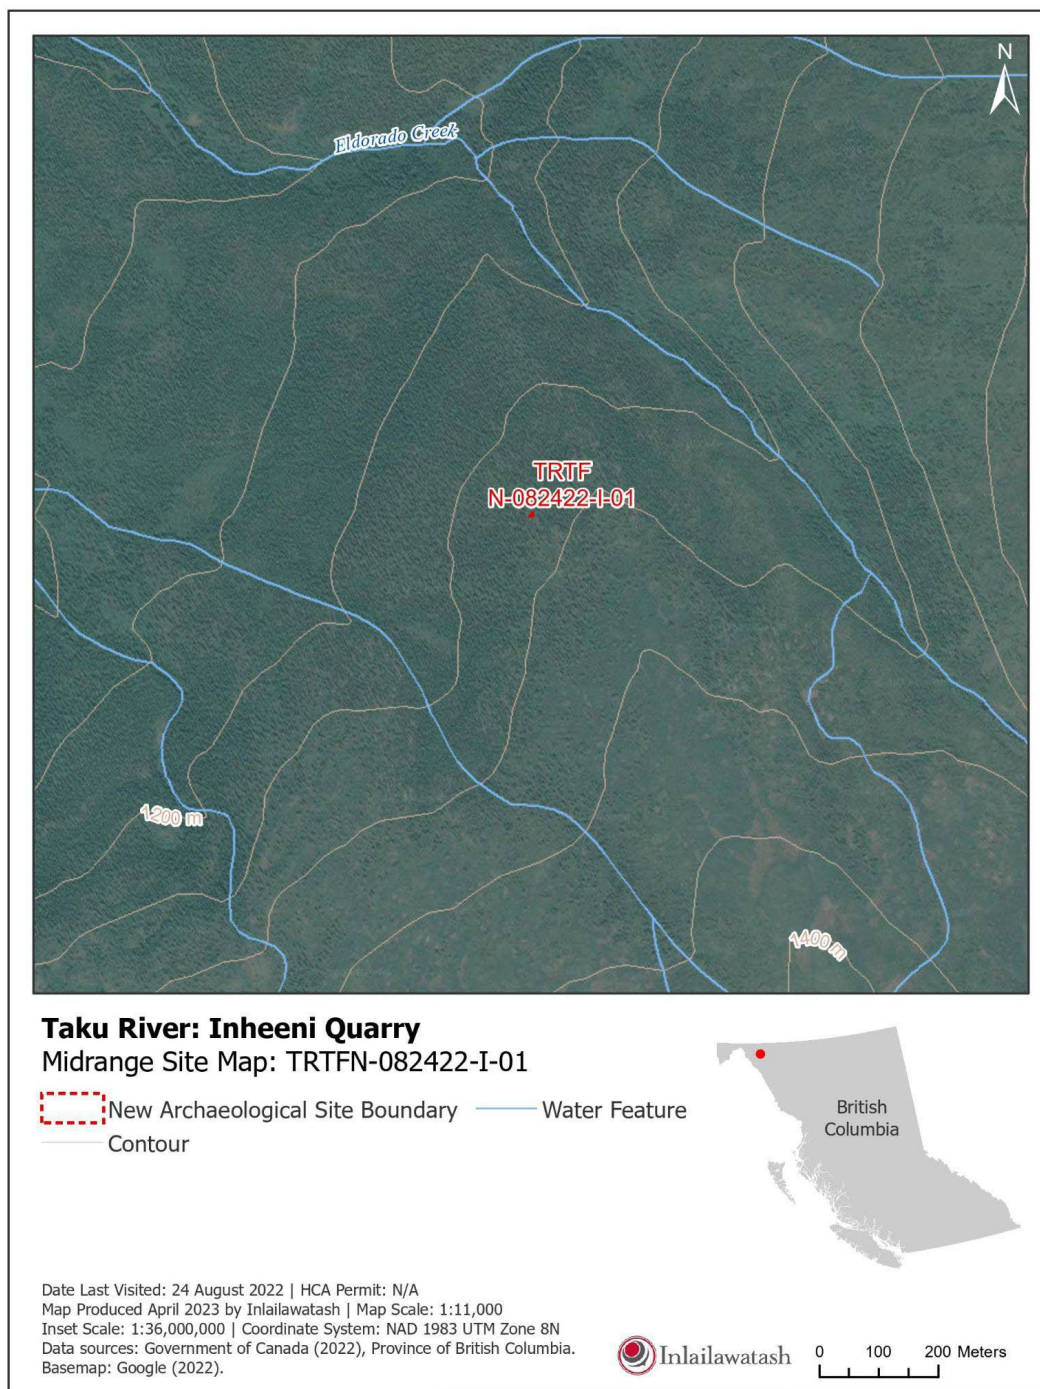 N
Eldorado Creek
TRTF
N-082422-I-01
1200 m
1400 m
Taku River: Inheeni Quarry
Midrange Site Map: TRTFN-082422-I-01
New Archaeological Site Boundary
Water Feature
Contour
British
Columbia
Date Last Visited: 24 August 2022 | HCA Permit: N/A
Map Produced April 2023 by Inlailawatash | Map Scale: 1:11,000
Inset Scale: 1:36,000,000 | Coordinate System: NAD 1983 UTM Zone 8N
Data sources: Government of Canada (2022), Province of British Columbia.
Basemap: Google (2022).
Inlailawatash
0 100 200 Meters